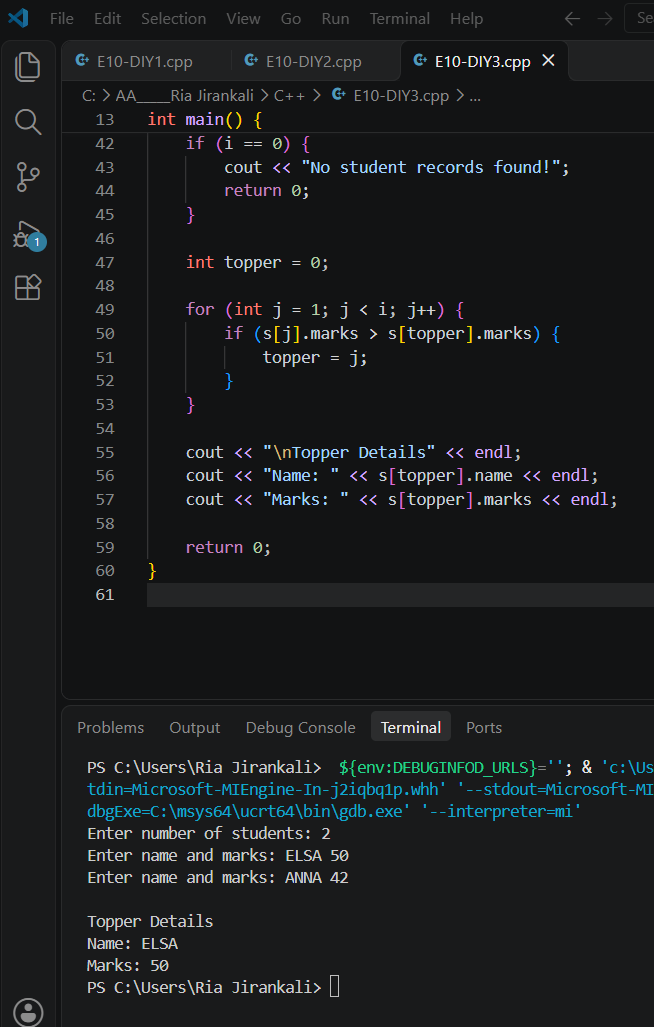 File Edit Selection View Go Run Terminal Help ← → Se
E10-DIY1.cpp E10-DIY2.cpp E10-DIY3.cpp ×
C: > AA____Ria Jirankali > C++ > E10-DIY3.cpp > ...
13 int main() {
42 if (i == 0) {
43 cout << "No student records found!";
44 return 0;
45 }
46
47 int topper = 0;
48
49 for (int j = 1; j < i; j++) {
50 if (s[j].marks > s[topper].marks) {
51 topper = j;
52 }
53 }
54
55 cout << "\nTopper Details" << endl;
56 cout << "Name: " << s[topper].name << endl;
57 cout << "Marks: " << s[topper].marks << endl;
58
59 return 0;
60 }
61
1
Problems Output Debug Console Terminal Ports
PS C:\Users\Ria Jirankali> ${env:DEBUGINFOD_URLS}=''; & 'c:\Us
tdin=Microsoft-MIEngine-In-j2iqbq1p.whh' '--stdout=Microsoft-MI
dbgExe=C:\msys64\ucrt64\bin\gdb.exe' '--interpreter=mi'
Enter number of students: 2
Enter name and marks: ELSA 50
Enter name and marks: ANNA 42

Topper Details
Name: ELSA
Marks: 50
PS C:\Users\Ria Jirankali>